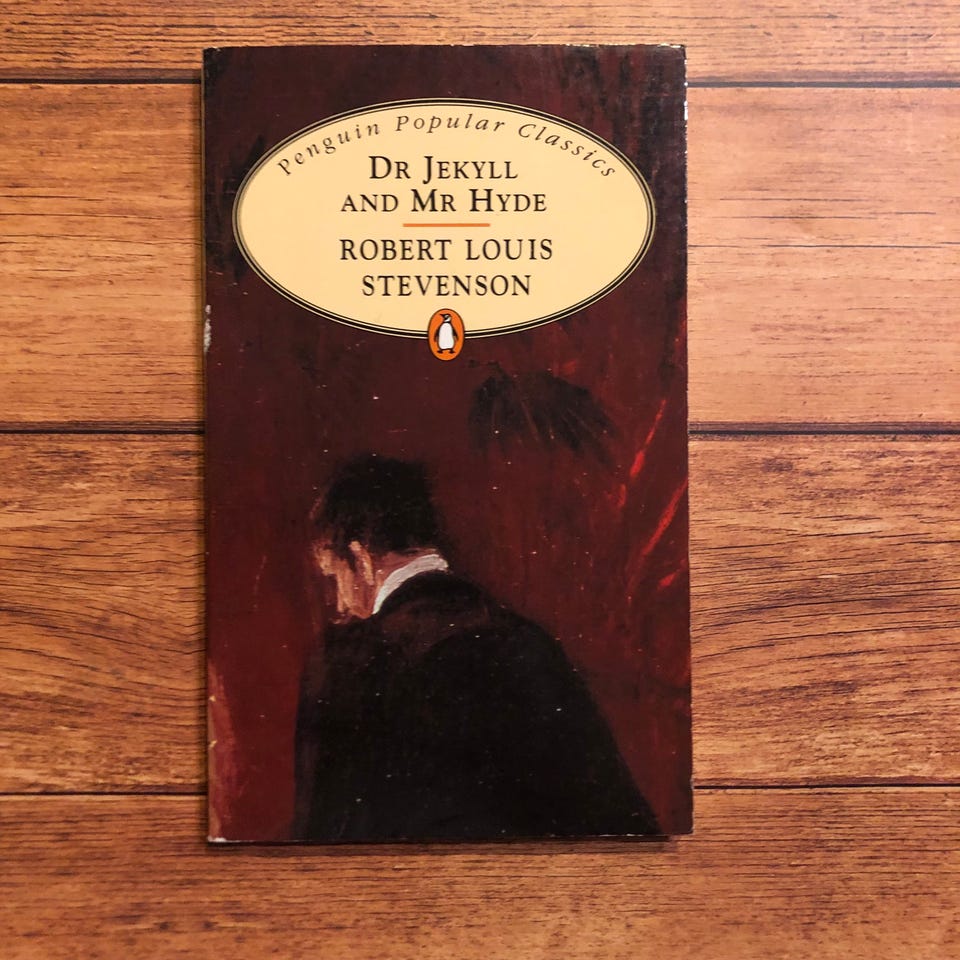 Penguin Popular Classics
DR JEKYLL
AND MR HYDE
ROBERT LOUIS
STEVENSON